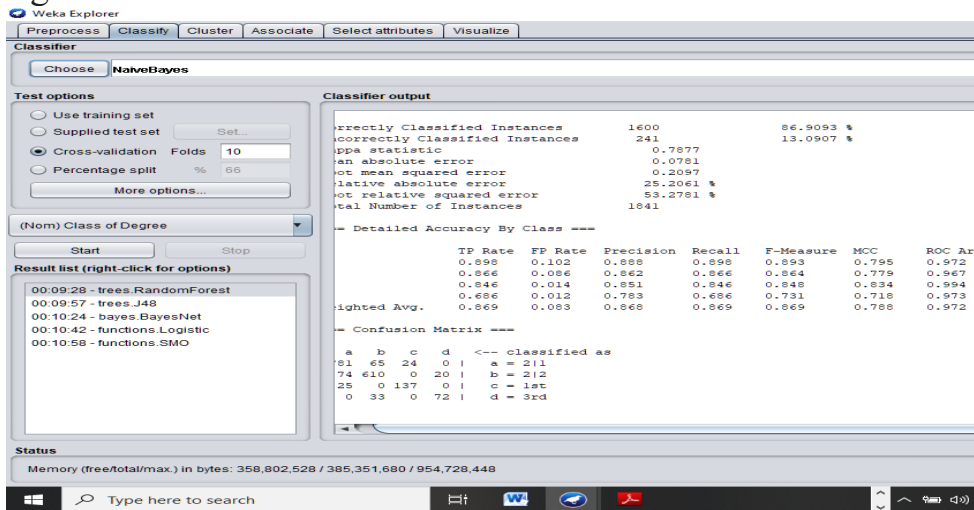 Weka Explorer
Preprocess Classify Cluster Associate Select attributes Visualize
Classifier
Choose NaiveBayes
Test options
Use training set
Supplied test set Set...
Cross-validation Folds 10
Percentage split % 66
More options...
(Nom) Class of Degree
Start Stop
Result list (right-click for options)
00:09:28 - trees.RandomForest
00:09:57 - trees.J48
00:10:24 - bayes.BayesNet
00:10:42 - functions.Logistic
00:10:58 - functions.SMO
Classifier output
rrectly Classified Instances 1600 86.9093 %
correctly Classified Instances 241 13.0907 %
ppa statistic 0.7877
an absolute error 0.0781
ot mean squared error 0.2097
lative absolute error 25.2061 %
ot relative squared error 53.2781 %
tal Number of Instances 1841
= Detailed Accuracy By Class ===
TP Rate FP Rate Precision Recall F-Measure MCC ROC Ar
0.898 0.102 0.888 0.898 0.893 0.795 0.972
0.866 0.086 0.862 0.866 0.864 0.779 0.967
0.846 0.014 0.851 0.846 0.848 0.834 0.994
0.686 0.012 0.783 0.686 0.731 0.718 0.973
ighted Avg. 0.869 0.083 0.868 0.869 0.869 0.788 0.972
= Confusion Matrix ===
a b c d <-- classified as
81 65 24 0 | a = 2|1
74 610 0 20 | b = 2|2
25 0 137 0 | c = 1st
0 33 0 72 | d = 3rd
Status
Memory (free/total/max.) in bytes: 358,802,528 / 385,351,680 / 954,728,448
Type here to search